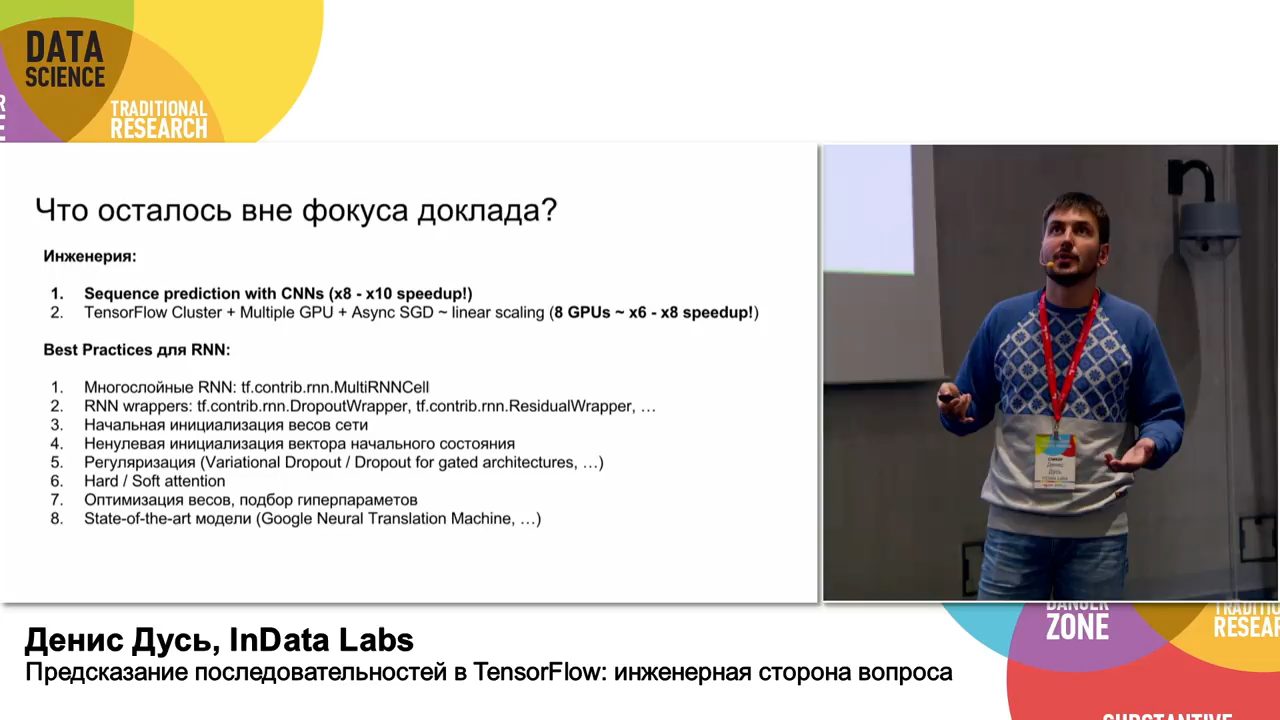 DATA
SCIENCE
TRADITIONAL
RESEARCH
Что осталось вне фокуса доклада?
Инженерия:
1. Sequence prediction with CNNs (x8 - x10 speedup!)
2. TensorFlow Cluster + Multiple GPU + Async SGD ~ linear scaling (8 GPUs ~ x6 - x8 speedup!)
Best Practices для RNN:
1. Многослойные RNN: tf.contrib.rnn.MultiRNNCell
2. RNN wrappers: tf.contrib.rnn.DropoutWrapper, tf.contrib.rnn.ResidualWrapper, …
3. Начальная инициализация весов сети
4. Ненулевая инициализация вектора начального состояния
5. Регуляризация (Variational Dropout / Dropout for gated architectures, …)
6. Hard / Soft attention
7. Оптимизация весов, подбор гиперпраметов
8. State-of-the-art модели (Google Neural Translation Machine, …)
Денис
Дусь
Денис Дусь, InData Labs
Предсказание последовательностей в TensorFlow: инженерная сторона вопроса
DANGER
ZONE
TRADITIO
RESEAR
SUBSTANTIVE